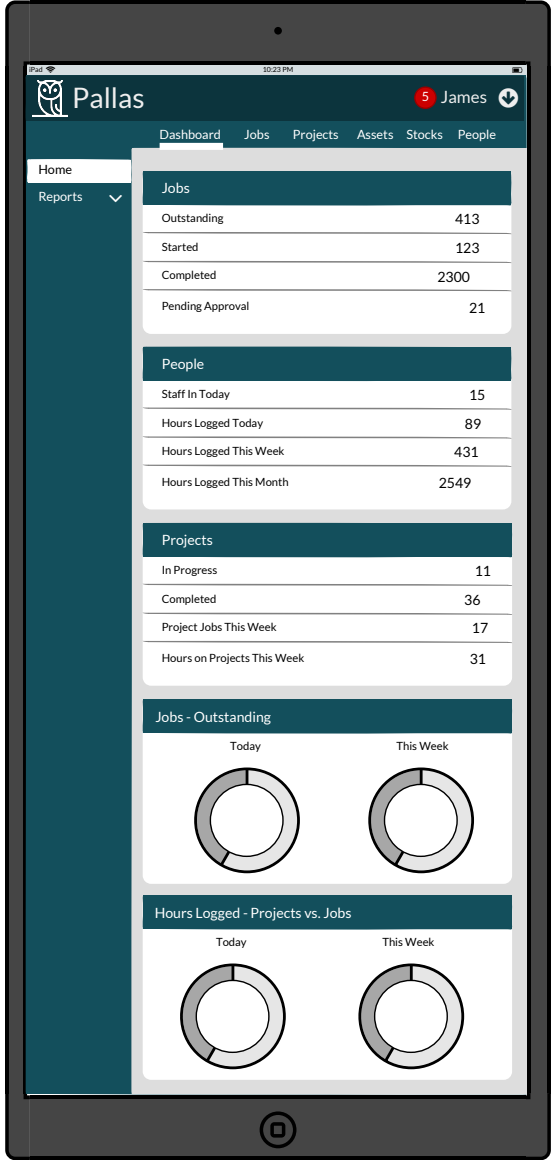 iPad 10:23 PM
Pallas 5 James
Dashboard Jobs Projects Assets Stocks People
Home
Reports
Jobs
Outstanding 413
Started 123
Completed 2300
Pending Approval 21
People
Staff In Today 15
Hours Logged Today 89
Hours Logged This Week 431
Hours Logged This Month 2549
Projects
In Progress 11
Completed 36
Project Jobs This Week 17
Hours on Projects This Week 31
Jobs - Outstanding
Today This Week
Hours Logged - Projects vs. Jobs
Today This Week